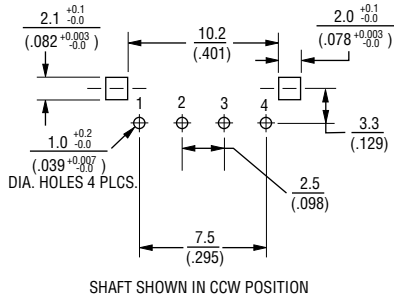 2.1 +0.1 -0.0
(.082 +0.003 -0.0)
10.2
(.401)
2.0 +0.1 -0.0
(.078 +0.003 -0.0)
1 2 3 4
1.0 +0.2 -0.0
(.039 +0.007 -0.0)
DIA. HOLES 4 PLCS.
3.3
(.129)
2.5
(.098)
7.5
(.295)
SHAFT SHOWN IN CCW POSITION